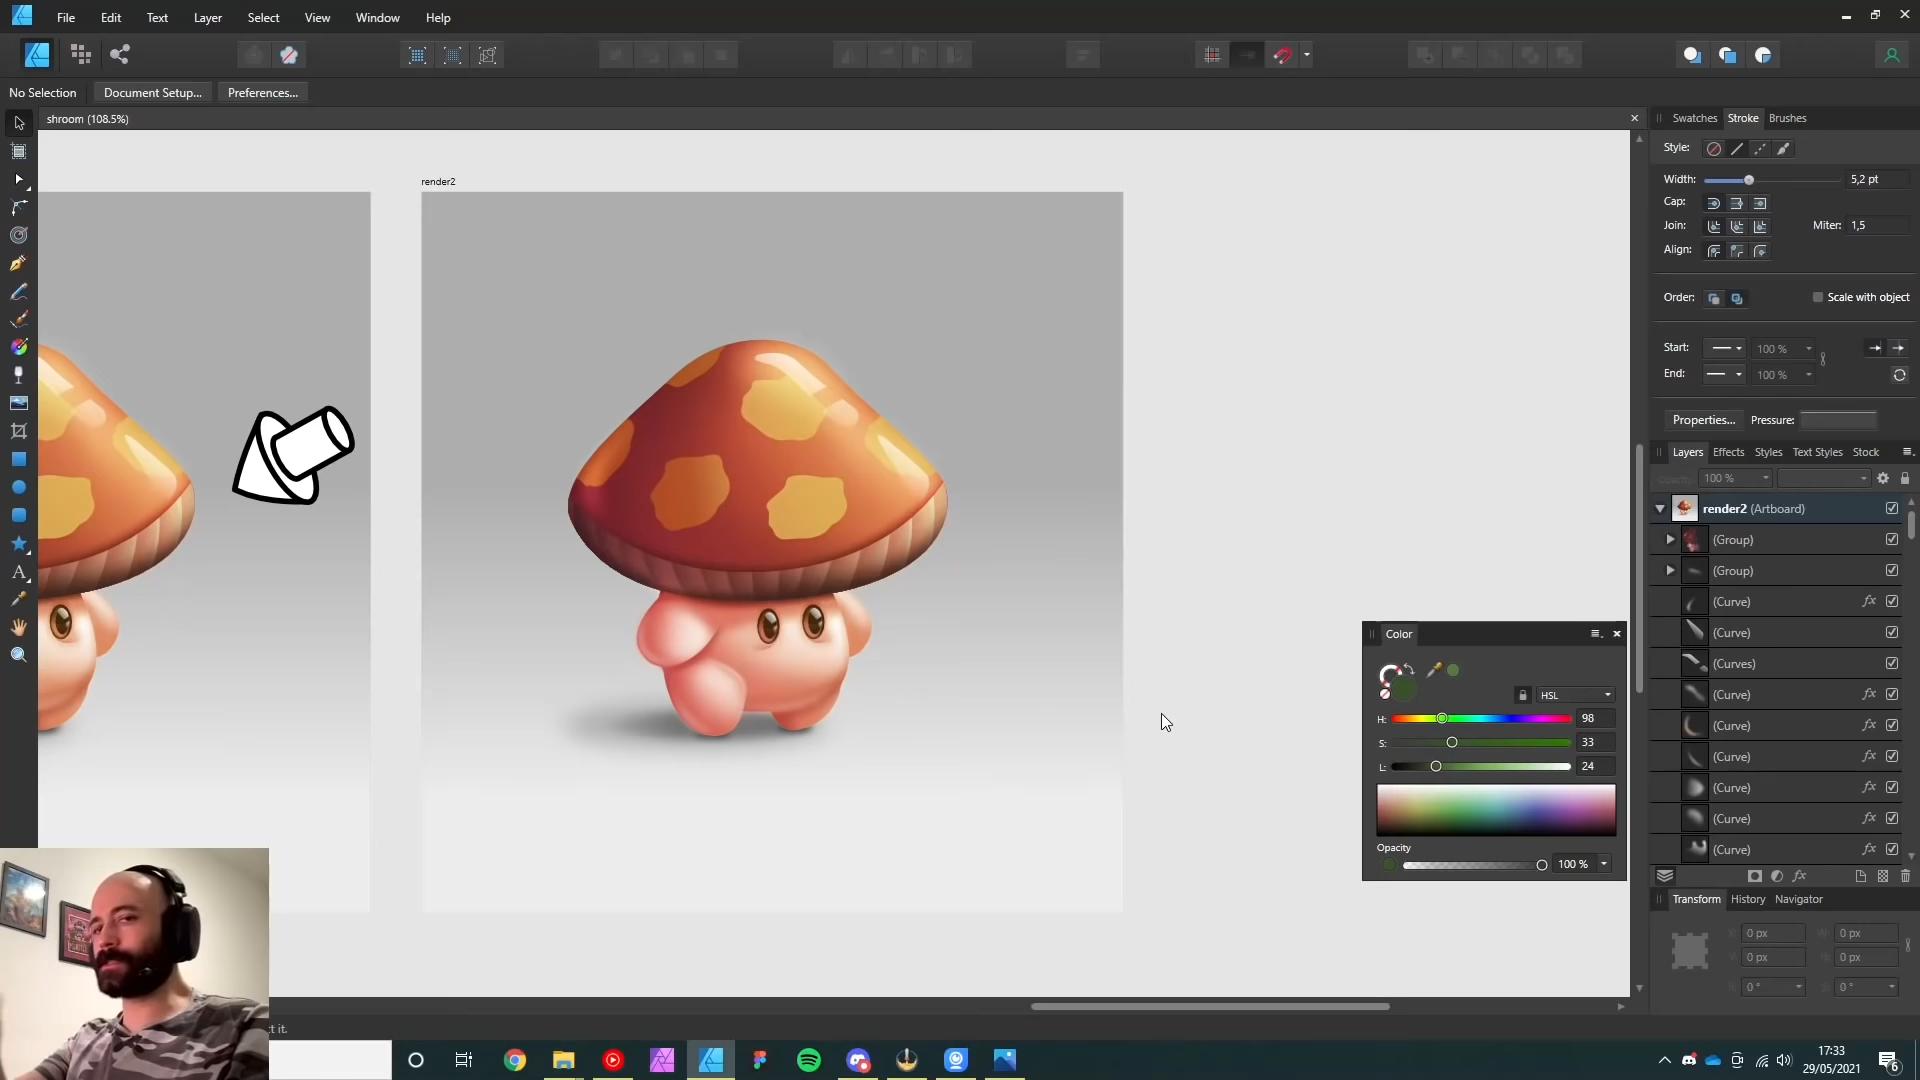 File Edit Text Layer Select View Window Help
No Selection Document Setup... Preferences...
shroom (108.5%)
render2
Swatches Stroke Brushes
Style:
Width: 5,2 pt
Cap:
Join: Miter: 1,5
Align:
Order: Scale with object
Start: 100 %
End: 100 %
Properties... Pressure:
Layers Effects Styles Text Styles Stock
Opacity: 100 %
render2 (Artboard)
(Group)
(Group)
(Curve)
(Curve)
(Curves)
(Curve)
(Curve)
(Curve)
(Curve)
(Curve)
(Curve)
Color
HSL
H: 98
S: 33
L: 24
Opacity
100 %
Transform History Navigator
X: 0 px W: 0 px
Y: 0 px H: 0 px
R: 0 ° S: 0 °
ct it.
17:33
29/05/2021
6